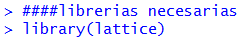 > ####librerias necesarias
> library(lattice)